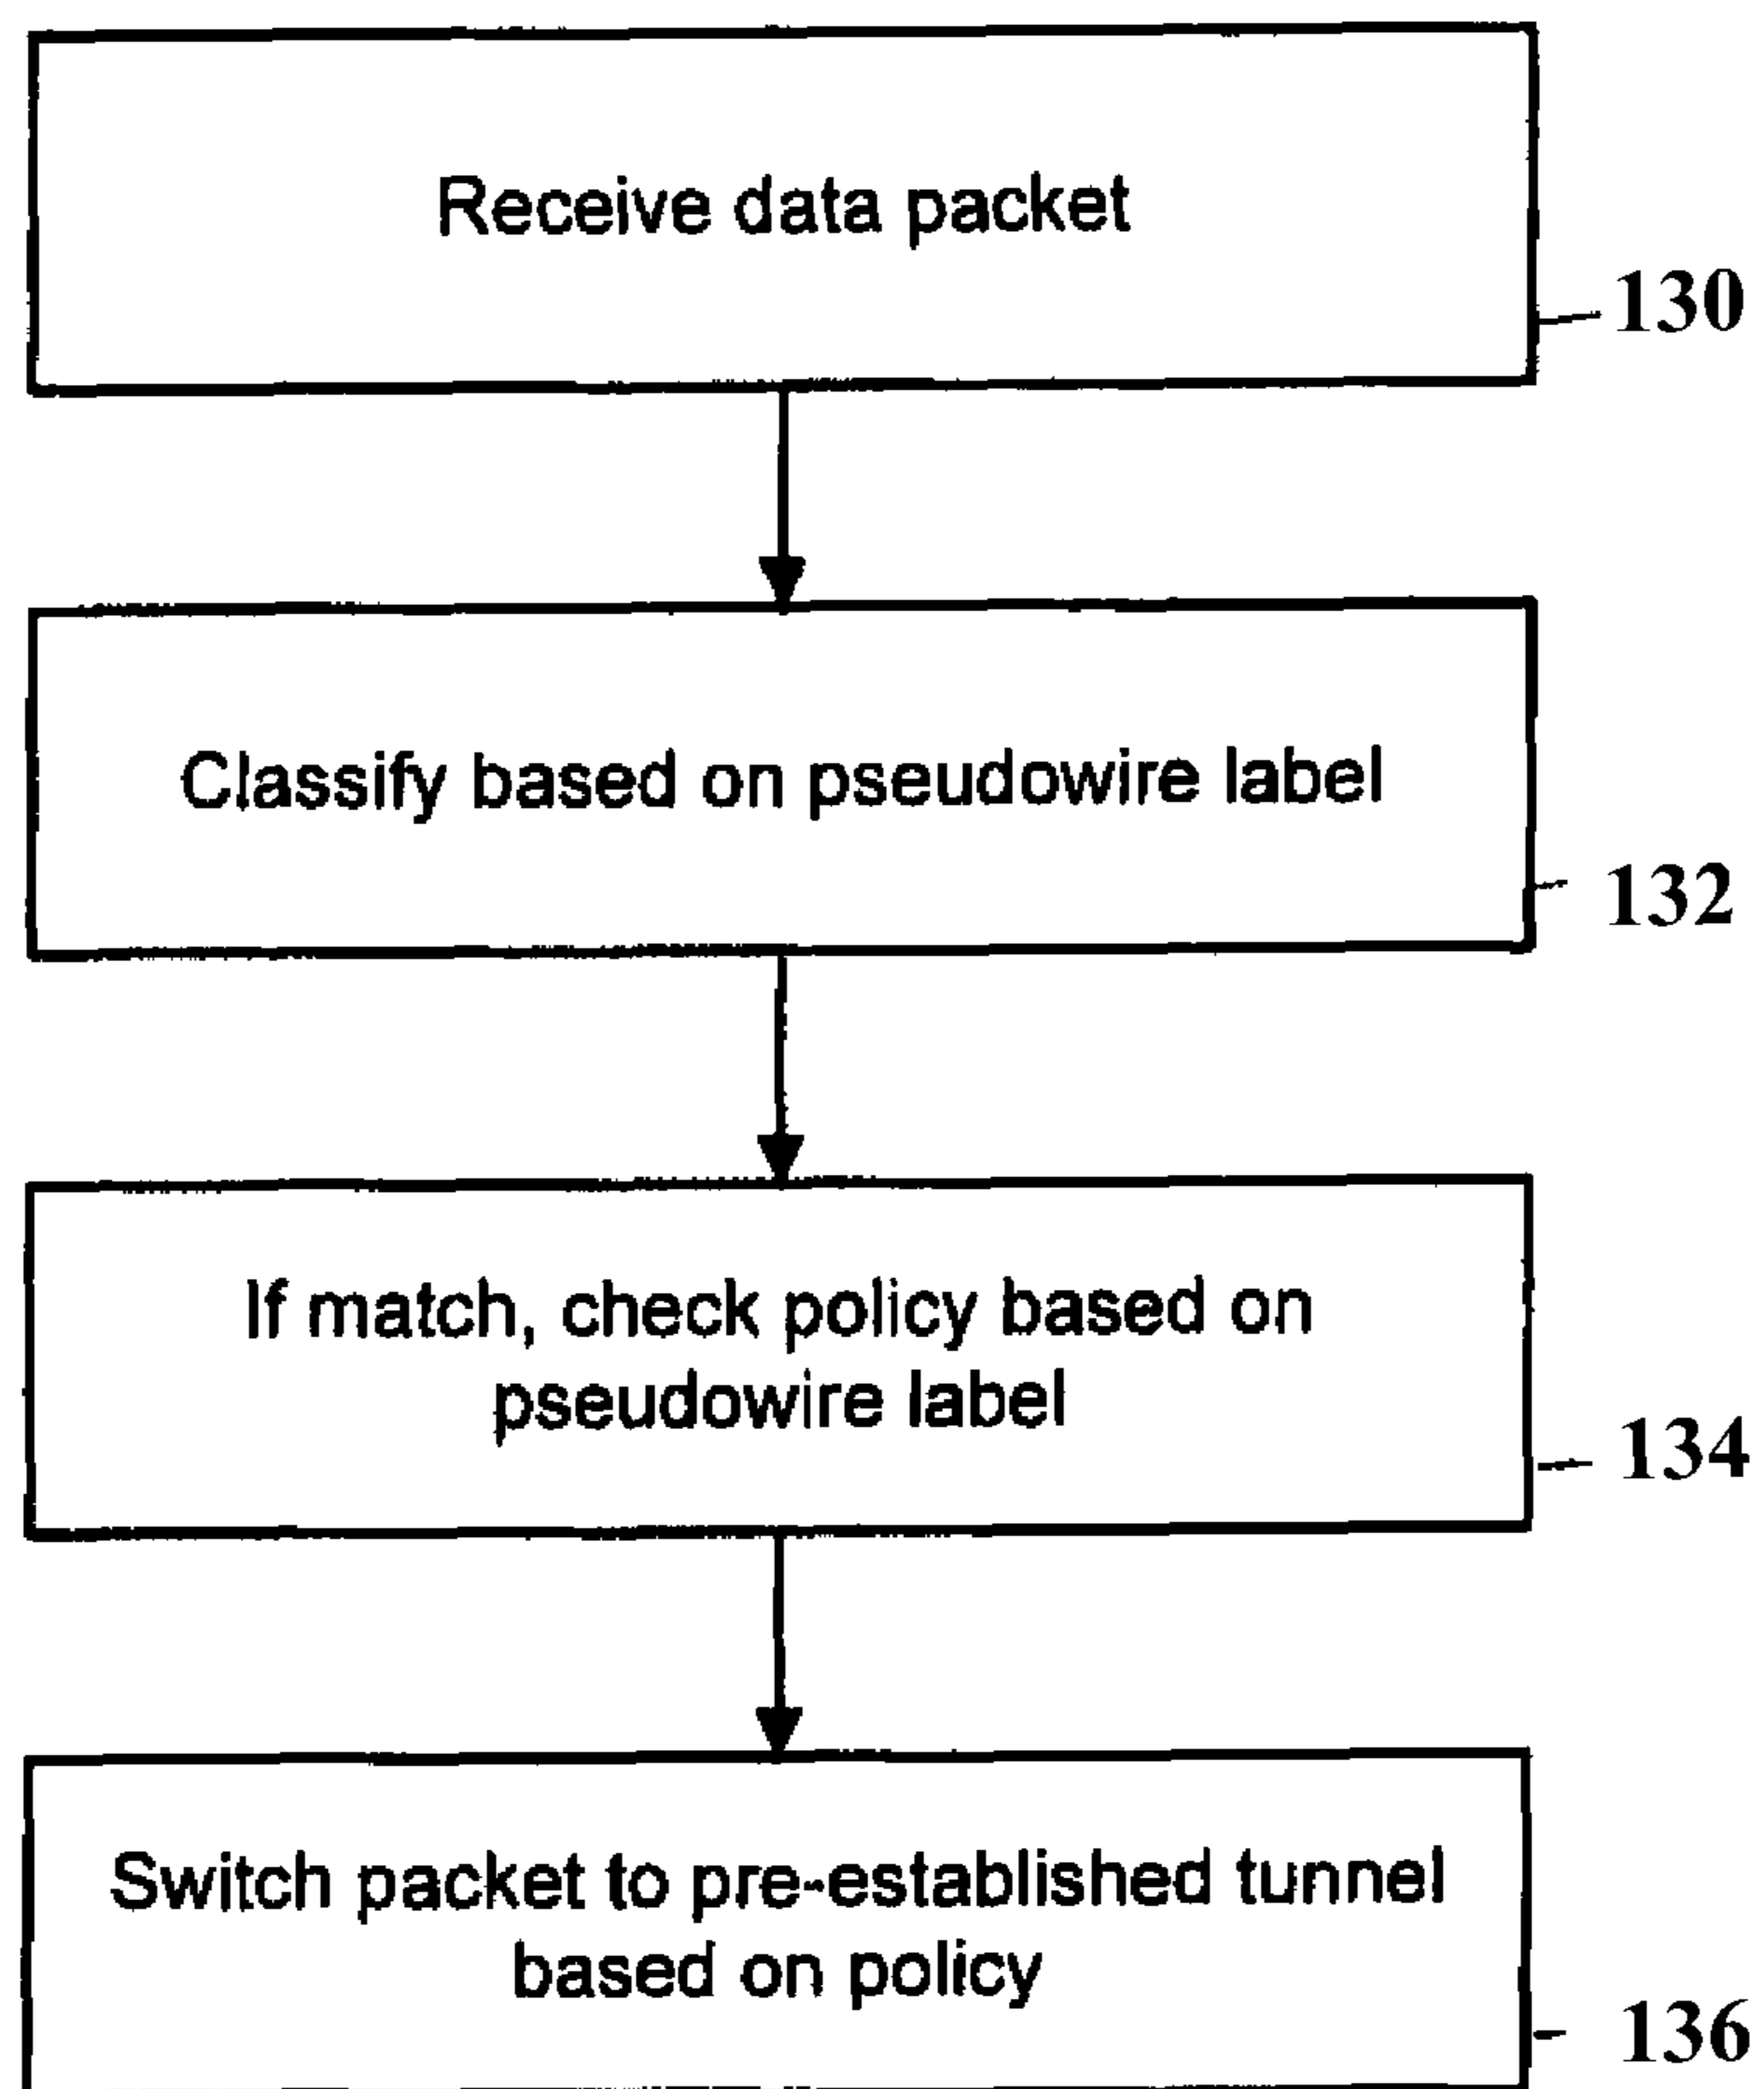 Receive data packet
130
Classify based on pseudowire label
132
If match, check policy based on
pseudowire label
134
Switch packet to pre-established tunnel
based on policy
136